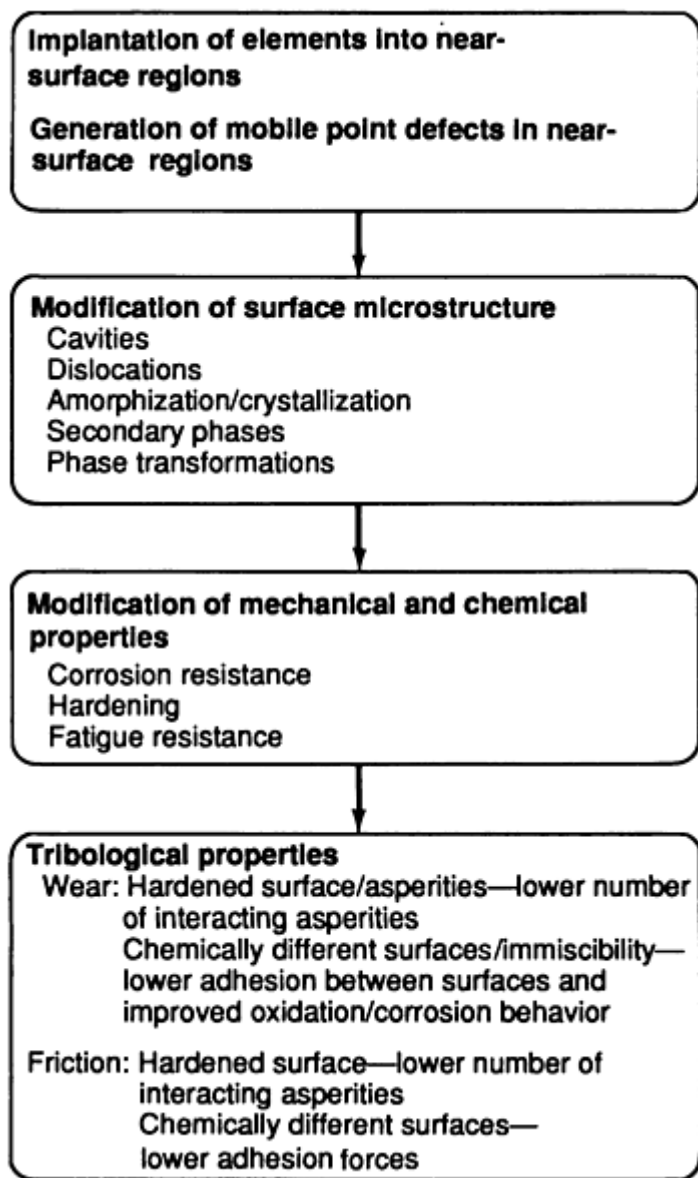 Implantation of elements into near-
surface regions
Generation of mobile point defects in near-
surface regions
Modification of surface microstructure
Cavities
Dislocations
Amorphization/crystallization
Secondary phases
Phase transformations
Modification of mechanical and chemical
properties
Corrosion resistance
Hardening
Fatigue resistance
Tribological properties
Wear: Hardened surface/asperities—lower number
of interacting asperities
Chemically different surfaces/immiscibility—
lower adhesion between surfaces and
improved oxidation/corrosion behavior
Friction: Hardened surface—lower number of
interacting asperities
Chemically different surfaces—
lower adhesion forces